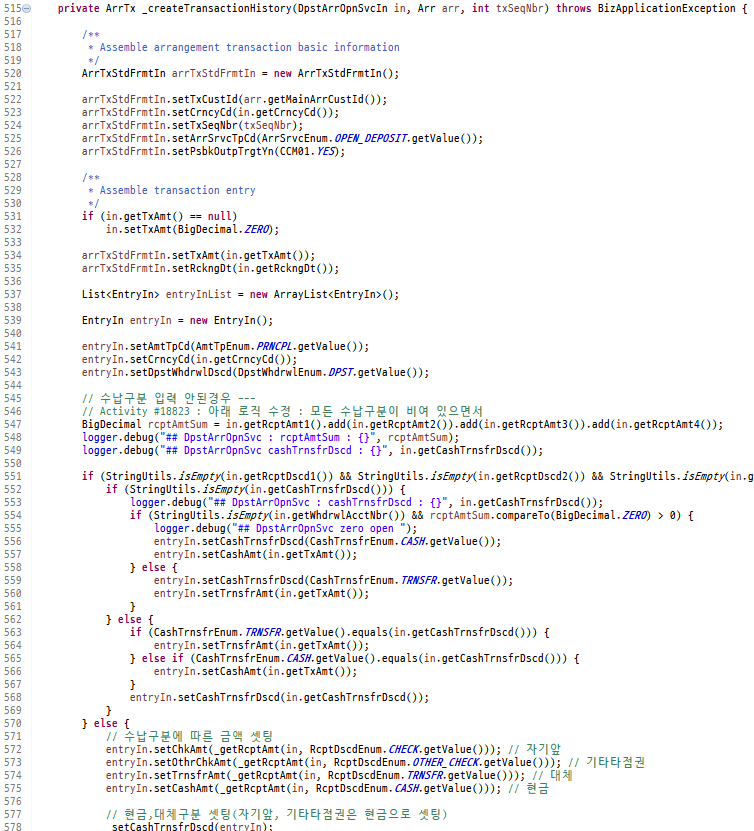 515 private ArrTx _createTransactionHistory(DpstArrOpnSvcIn in, Arr arr, int txSeqNbr) throws BizApplicationException {
516
517 /**
518 * Assemble arrangement transaction basic information
519 */
520 ArrTxStdFrmtIn arrTxStdFrmtIn = new ArrTxStdFrmtIn();
521
522 arrTxStdFrmtIn.setTxCustId(arr.getMainArrCustId());
523 arrTxStdFrmtIn.setCrncyCd(in.getCrncyCd());
524 arrTxStdFrmtIn.setTxSeqNbr(txSeqNbr);
525 arrTxStdFrmtIn.setArrSrvcTpCd(ArrSrvcEnum.OPEN_DEPOSIT.getValue());
526 arrTxStdFrmtIn.setPsbkOutpTrgtYn(CCM01.YES);
527
528 /**
529 * Assemble transaction entry
530 */
531 if (in.getTxAmt() == null)
532 in.setTxAmt(BigDecimal.ZERO);
533
534 arrTxStdFrmtIn.setTxAmt(in.getTxAmt());
535 arrTxStdFrmtIn.setRckngDt(in.getRckngDt());
536
537 List<EntryIn> entryInList = new ArrayList<EntryIn>();
538
539 EntryIn entryIn = new EntryIn();
540
541 entryIn.setAmtTpCd(AmtTpEnum.PRNCPL.getValue());
542 entryIn.setCrncyCd(in.getCrncyCd());
543 entryIn.setDpstWhdrwlDscd(DpstWhdrwlEnum.DPST.getValue());
544
545 // 수납구분 입력 안된경우 ---
546 // Activity #18823 : 아래 로직 수정 : 모든 수납구분이 비여 있으면서
547 BigDecimal rcptAmtSum = in.getRcptAmt1().add(in.getRcptAmt2()).add(in.getRcptAmt3()).add(in.getRcptAmt4());
548 logger.debug("## DpstArrOpnSvc : rcptAmtSum : {}", rcptAmtSum);
549 logger.debug("## DpstArrOpnSvc cashTrnsfrDscd : {}", in.getCashTrnsfrDscd());
550
551 if (StringUtils.isEmpty(in.getRcptDscd1()) && StringUtils.isEmpty(in.getRcptDscd2()) && StringUtils.isEmpty(in.g
552 if (StringUtils.isEmpty(in.getCashTrnsfrDscd())) {
553 logger.debug("## DpstArrOpnSvc : cashTrnsfrDscd : {}", in.getCashTrnsfrDscd());
554 if (StringUtils.isEmpty(in.getWhdrwlAcctNbr()) && rcptAmtSum.compareTo(BigDecimal.ZERO) > 0) {
555 logger.debug("## DpstArrOpnSvc zero open ");
556 entryIn.setCashTrnsfrDscd(CashTrnsfrEnum.CASH.getValue());
557 entryIn.setCashAmt(in.getTxAmt());
558 } else {
559 entryIn.setCashTrnsfrDscd(CashTrnsfrEnum.TRNSFR.getValue());
560 entryIn.setTrnsfrAmt(in.getTxAmt());
561 }
562 } else {
563 if (CashTrnsfrEnum.TRNSFR.getValue().equals(in.getCashTrnsfrDscd())) {
564 entryIn.setTrnsfrAmt(in.getTxAmt());
565 } else if (CashTrnsfrEnum.CASH.getValue().equals(in.getCashTrnsfrDscd())) {
566 entryIn.setCashAmt(in.getTxAmt());
567 }
568 entryIn.setCashTrnsfrDscd(in.getCashTrnsfrDscd());
569 }
570 } else {
571 // 수납구분에 따른 금액 셋팅
572 entryIn.setChkAmt(_getRcptAmt(in, RcptDscdEnum.CHECK.getValue())); // 자기앞
573 entryIn.setOthrChkAmt(_getRcptAmt(in, RcptDscdEnum.OTHER_CHECK.getValue())); // 기타타점권
574 entryIn.setTrnsfrAmt(_getRcptAmt(in, RcptDscdEnum.TRNSFR.getValue())); // 대체
575 entryIn.setCashAmt(_getRcptAmt(in, RcptDscdEnum.CASH.getValue())); // 현금
576
577 // 현금,대체구분 셋팅(자기앞, 기타타점권은 현금으로 셋팅)
578 _setCashTrnsfrDscd(entryIn);